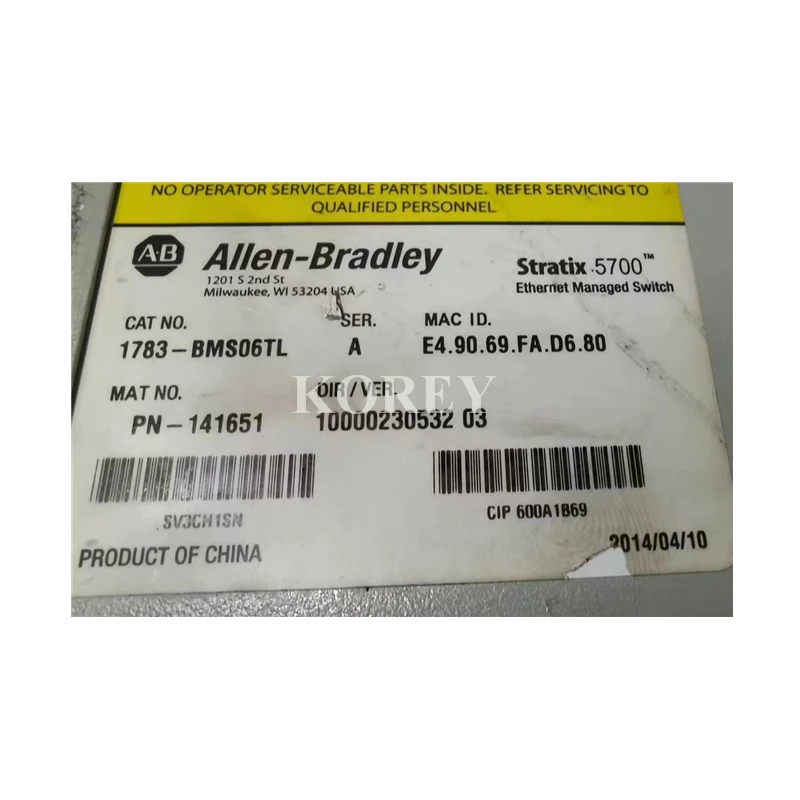 NO OPERATOR SERVICEABLE PARTS INSIDE. REFER SERVICING TO
QUALIFIED PERSONNEL
A-B Allen-Bradley
1201 S 2nd St
Milwaukee, WI 53204 USA
Stratix 5700™
Ethernet Managed Switch
CAT NO. SER. MAC ID.
1783-BMS06TL A E4.90.69.FA.D6.80
MAT NO. DIR/VER.
KOREY
PN-141651 10000230532 03
SV3CH1SN CIP 600A1B69
PRODUCT OF CHINA 2014/04/10